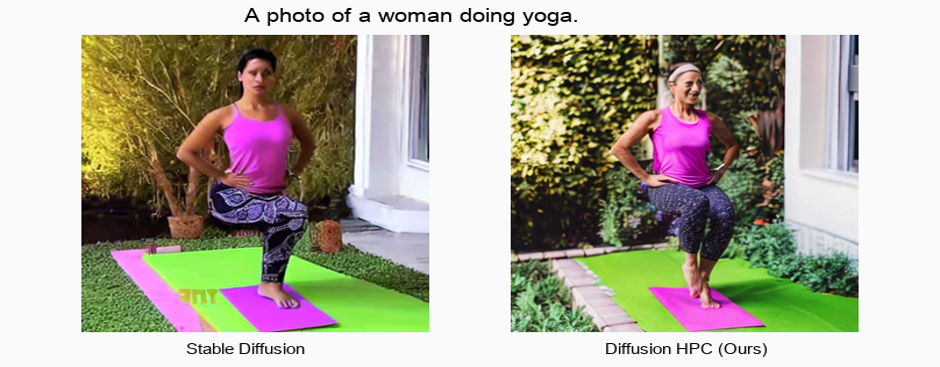 A photo of a woman doing yoga.
Stable Diffusion
Diffusion HPC (Ours)